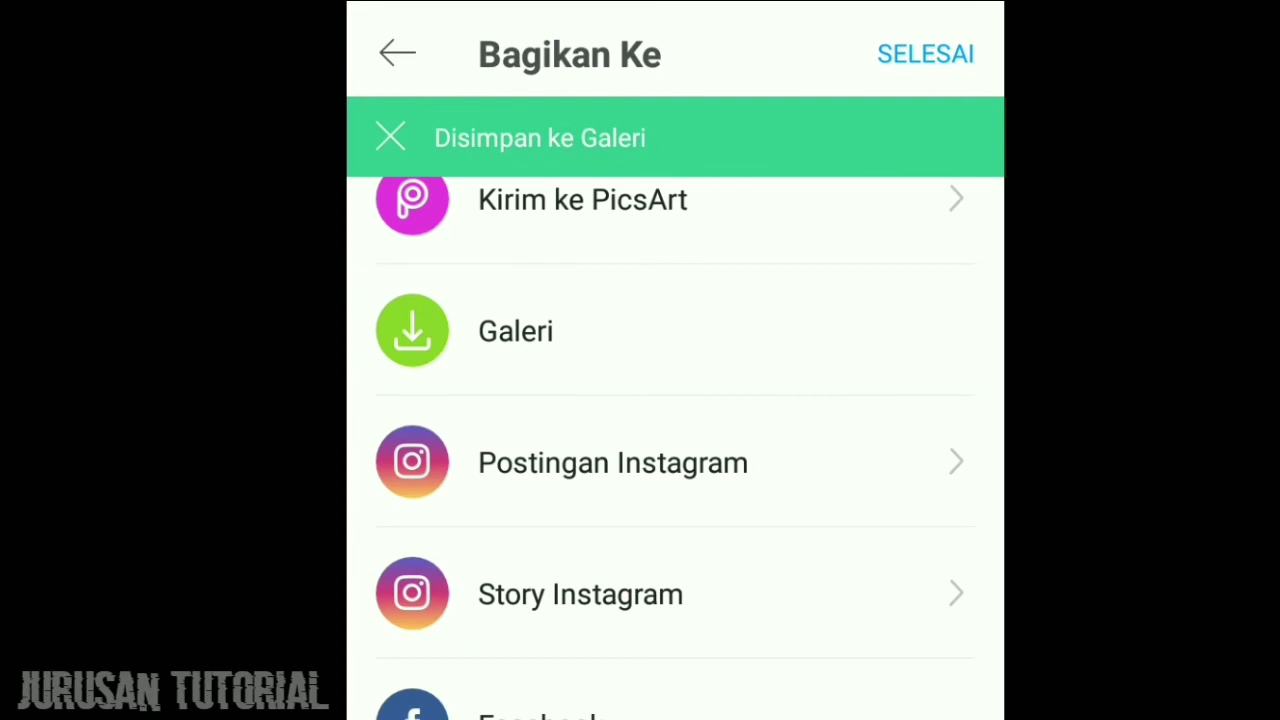 Bagikan Ke
SELESAI
Disimpan ke Galeri
Kirim ke PicsArt
Galeri
Postingan Instagram
Story Instagram
JURUSAN TUTORIAL